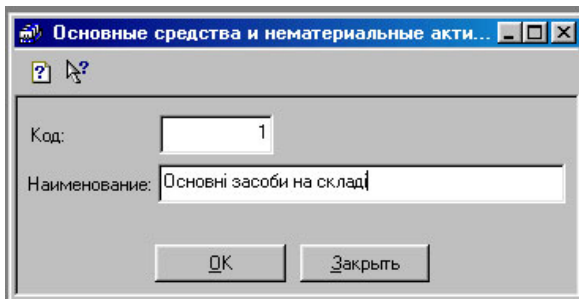 Основные средства и нематериальные акти...
Код: 1
Наименование: Основні засоби на складі
OK Закрыть